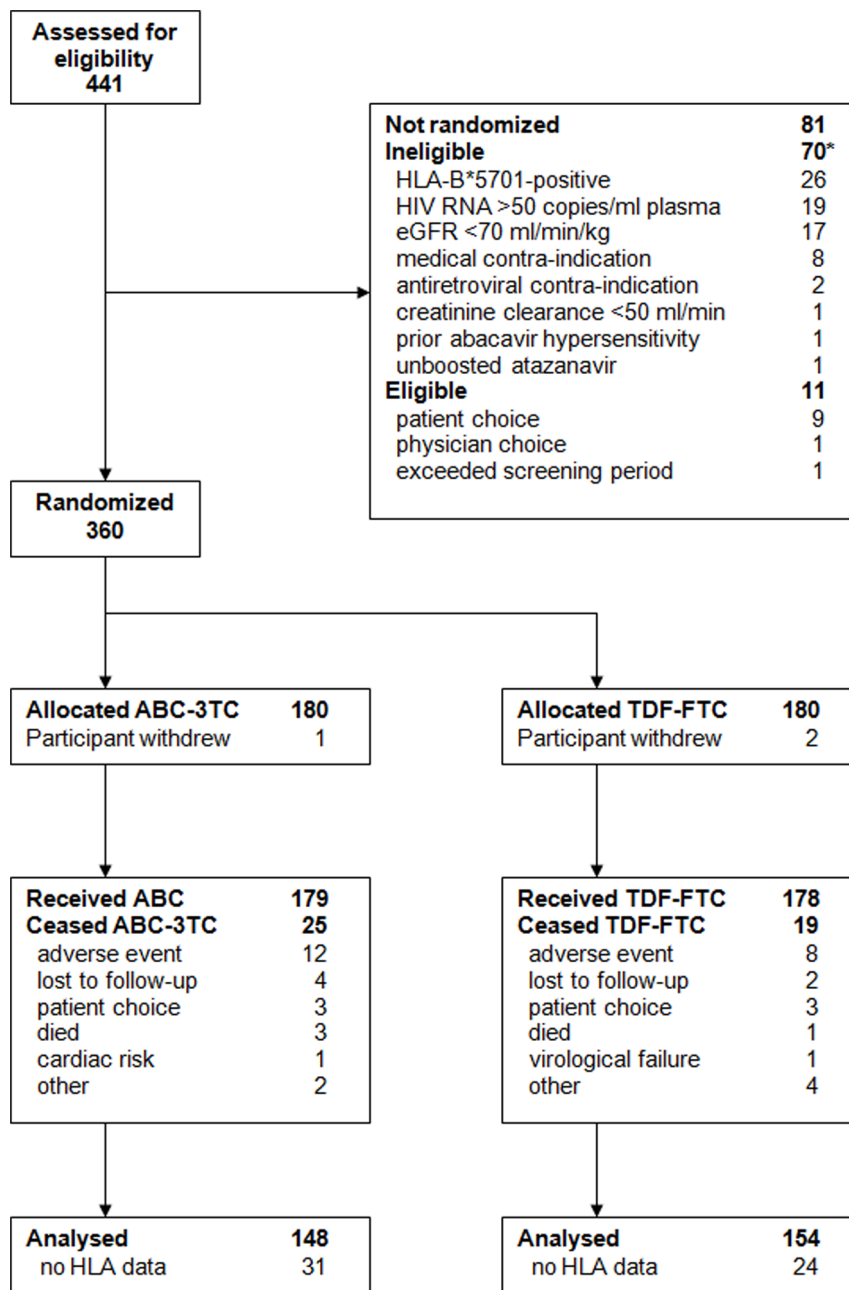 Assessed for
eligibility
441
Not randomized 81
Ineligible 70*
HLA-B*5701-positive 26
HIV RNA >50 copies/ml plasma 19
eGFR <70 ml/min/kg 17
medical contra-indication 8
antiretroviral contra-indication 2
creatinine clearance <50 ml/min 1
prior abacavir hypersensitivity 1
unboosted atazanavir 1
Eligible 11
patient choice 9
physician choice 1
exceeded screening period 1
Randomized
360
Allocated ABC-3TC 180
Participant withdrew 1
Allocated TDF-FTC 180
Participant withdrew 2
Received ABC 179
Ceased ABC-3TC 25
adverse event 12
lost to follow-up 4
patient choice 3
died 3
cardiac risk 1
other 2
Received TDF-FTC 178
Ceased TDF-FTC 19
adverse event 8
lost to follow-up 2
patient choice 3
died 1
virological failure 1
other 4
Analysed 148
no HLA data 31
Analysed 154
no HLA data 24